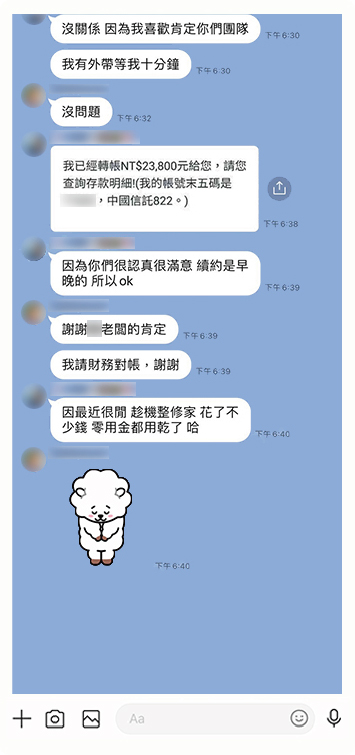 沒關係 因為我喜歡肯定你們團隊
下午6:30
我有外帶等我十分鐘
下午6:30
沒問題
下午6:32
我已經轉帳NT$23,800元給您，請您
查詢存款明細!(我的帳號末五碼是
，中國信託822。)
下午6:38
因為你們很認真很滿意 續約是早
晚的 所以ok
下午6:39
謝謝 老闆的肯定
下午6:39
我請財務對帳，謝謝
下午6:39
因最近很閒 趁機整修家 花了不
少錢 零用金都用乾了 哈
下午6:40
下午6:40
Aa